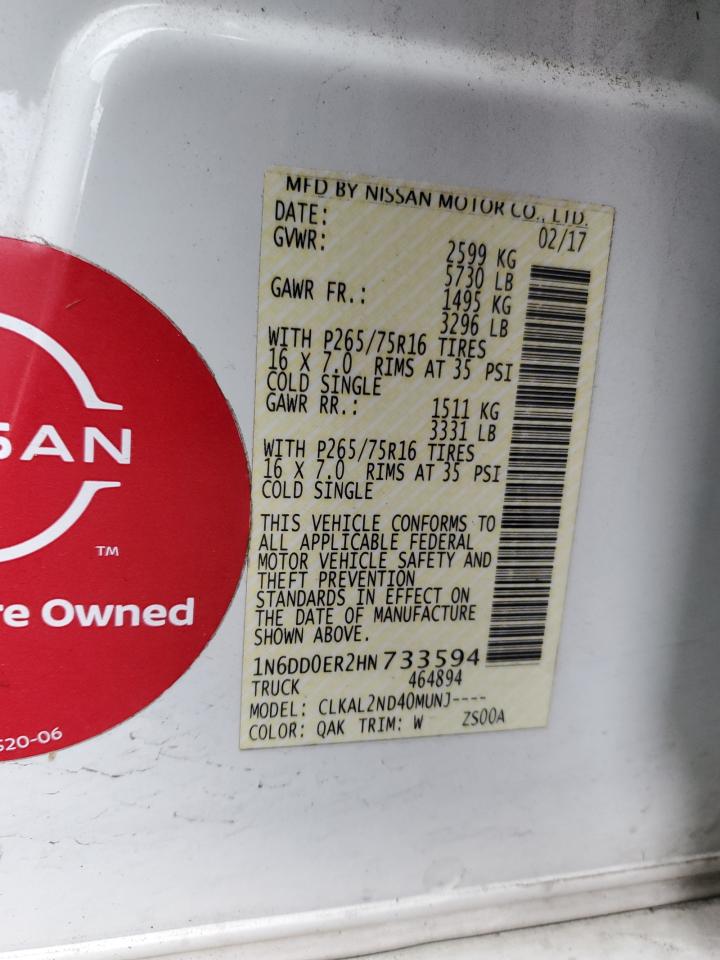 MFD BY NISSAN MOTOR CO., LTD.
DATE: 02/17
GVWR: 2599 KG
5730 LB
GAWR FR.: 1495 KG
3296 LB
WITH P265/75R16 TIRES
16 X 7.0 RIMS AT 35 PSI
COLD SINGLE
GAWR RR.: 1511 KG
3331 LB
WITH P265/75R16 TIRES
16 X 7.0 RIMS AT 35 PSI
COLD SINGLE
THIS VEHICLE CONFORMS TO
ALL APPLICABLE FEDERAL
MOTOR VEHICLE SAFETY AND
THEFT PREVENTION
STANDARDS IN EFFECT ON
THE DATE OF MANUFACTURE
SHOWN ABOVE.
1N6DD0ER2HN733594
TRUCK 464894
MODEL: CLKAL2ND40MUNJ----
COLOR: QAK TRIM: W ZS00A
SSAN
TM
re Owned
520-06